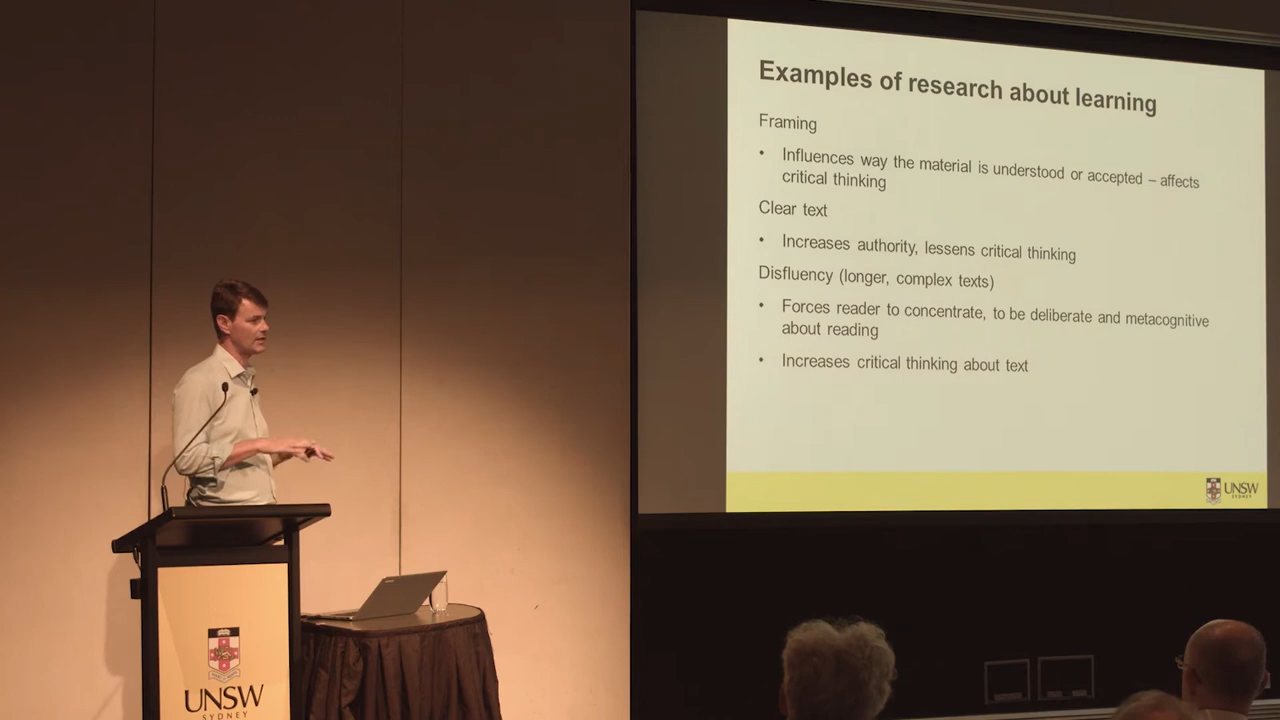 Examples of research about learning
Framing
• Influences way the material is understood or accepted – affects
critical thinking
Clear text
• Increases authority, lessens critical thinking
Disfluency (longer, complex texts)
• Forces reader to concentrate, to be deliberate and metacognitive
about reading
• Increases critical thinking about text
UNSW
SYDNEY
UNSW
SYDNEY